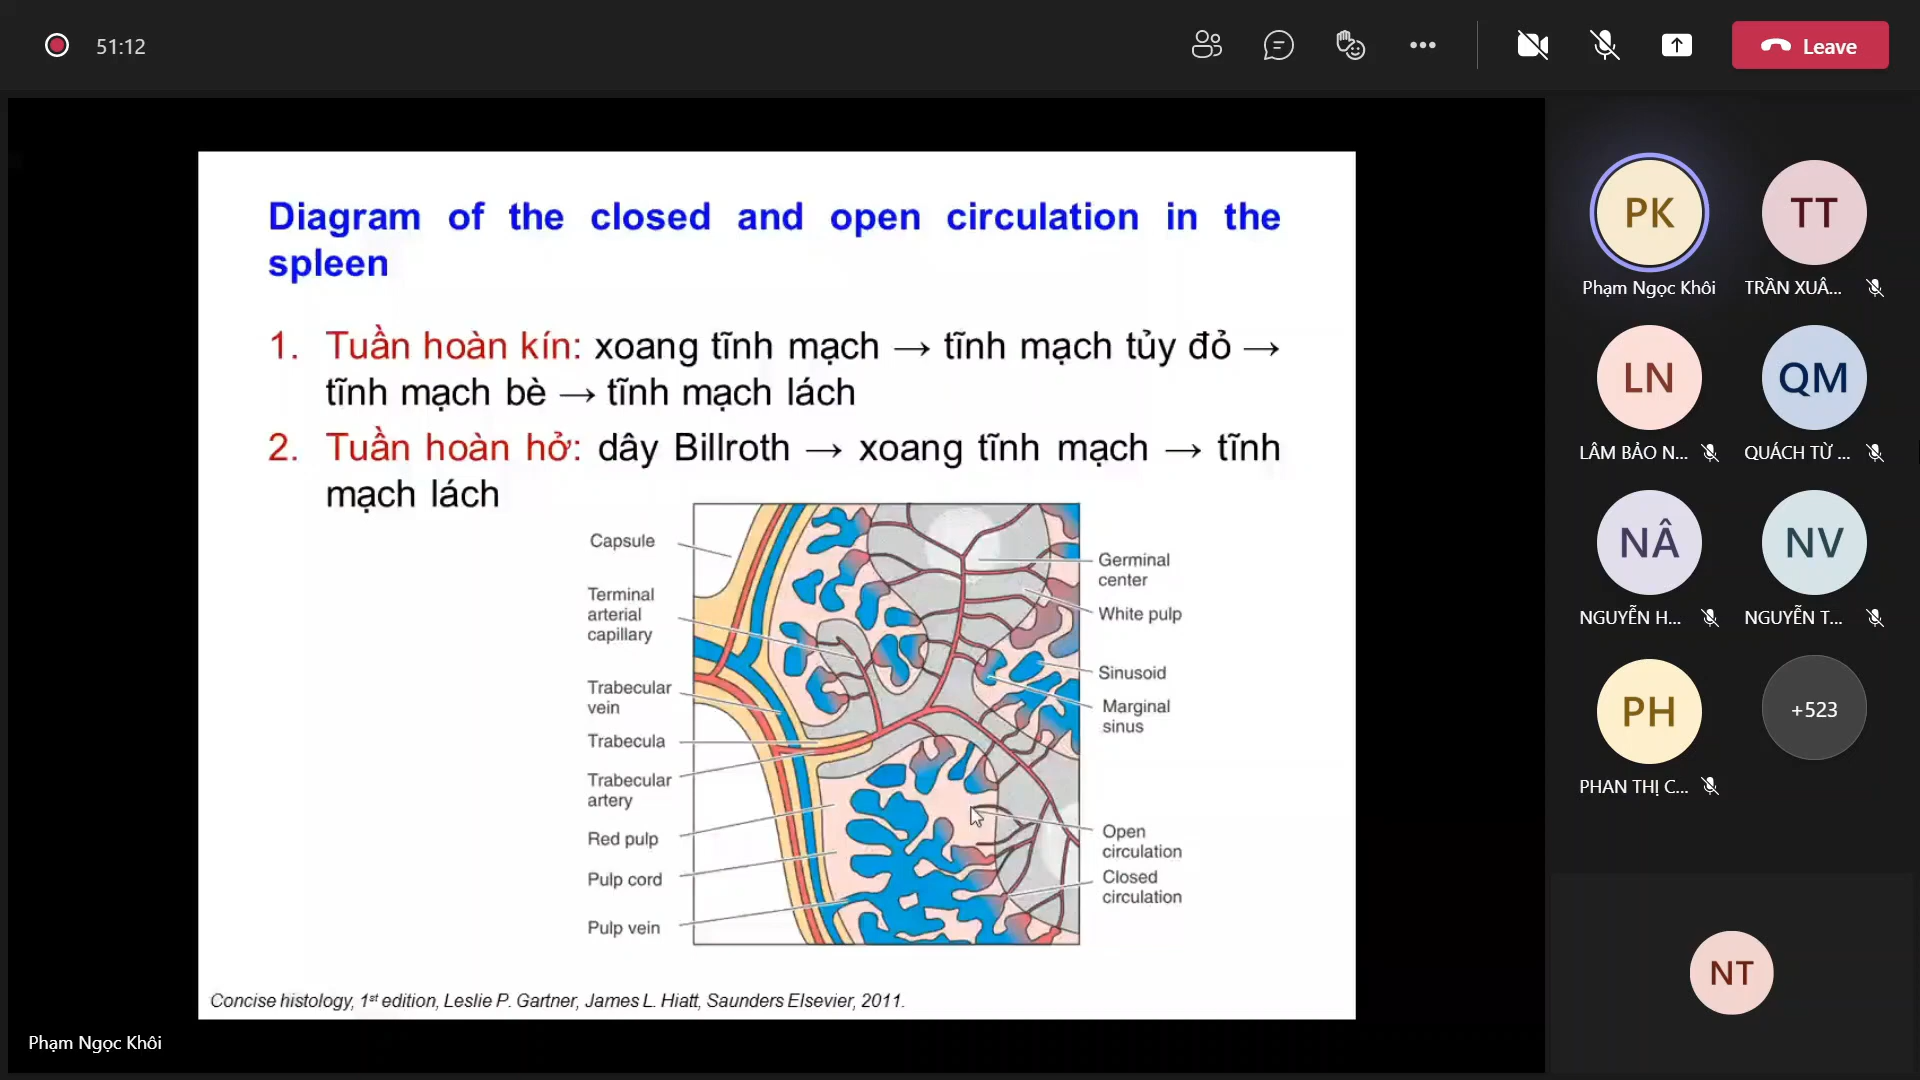 51:12
Leave
Diagram of the closed and open circulation in the
spleen
1. Tuần hoàn kín: xoang tĩnh mạch → tĩnh mạch tủy đỏ →
tĩnh mạch bè → tĩnh mạch lách
2. Tuần hoàn hở: dây Billroth → xoang tĩnh mạch → tĩnh
mạch lách
Capsule
Terminal
arterial
capillary
Trabecular
vein
Trabecula
Trabecular
artery
Red pulp
Pulp cord
Pulp vein
Germinal
center
White pulp
Sinusoid
Marginal
sinus
Open
circulation
Closed
circulation
Concise histology, 1st edition, Leslie P. Gartner, James L. Hiatt, Saunders Elsevier, 2011.
Phạm Ngọc Khôi
PK
TT
Phạm Ngọc Khôi
TRẦN XUÂ...
LN
QM
LÂM BẢO N...
QUÁCH TỪ ...
NÂ
NV
NGUYỄN H...
NGUYỄN T...
PH
+523
PHAN THỊ C...
NT